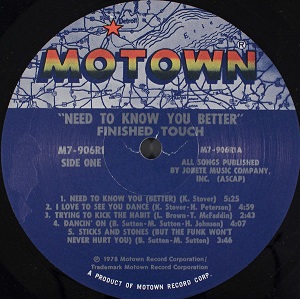 Detroit
MOTOWN
®
"NEED TO KNOW YOU BETTER"
FINISHED TOUCH
M7-906R1
SIDE ONE
M7-906R1A
ALL SONGS PUBLISHED
BY JOBETE MUSIC COMPANY,
INC. (ASCAP)
1. NEED TO KNOW YOU (BETTER) (K. Stover) 5:25
2. I LOVE TO SEE YOU DANCE (K. Stover-H. Peterson) 4:59
3. TRYING TO KICK THE HABIT (L. Brown-T. McFaddin) 2:43
4. DANCIN' ON (B. Sutton-M. Sutton-H. Johnson) 4:21
5. STICKS AND STONES (BUT THE FUNK WON'T
NEVER HURT YOU) (B. Sutton-M. Sutton) 3:46
℗ 1978 Motown Record Corporation/
Trademark Motown Record Corporation.
A PRODUCT OF MOTOWN RECORD CORP.